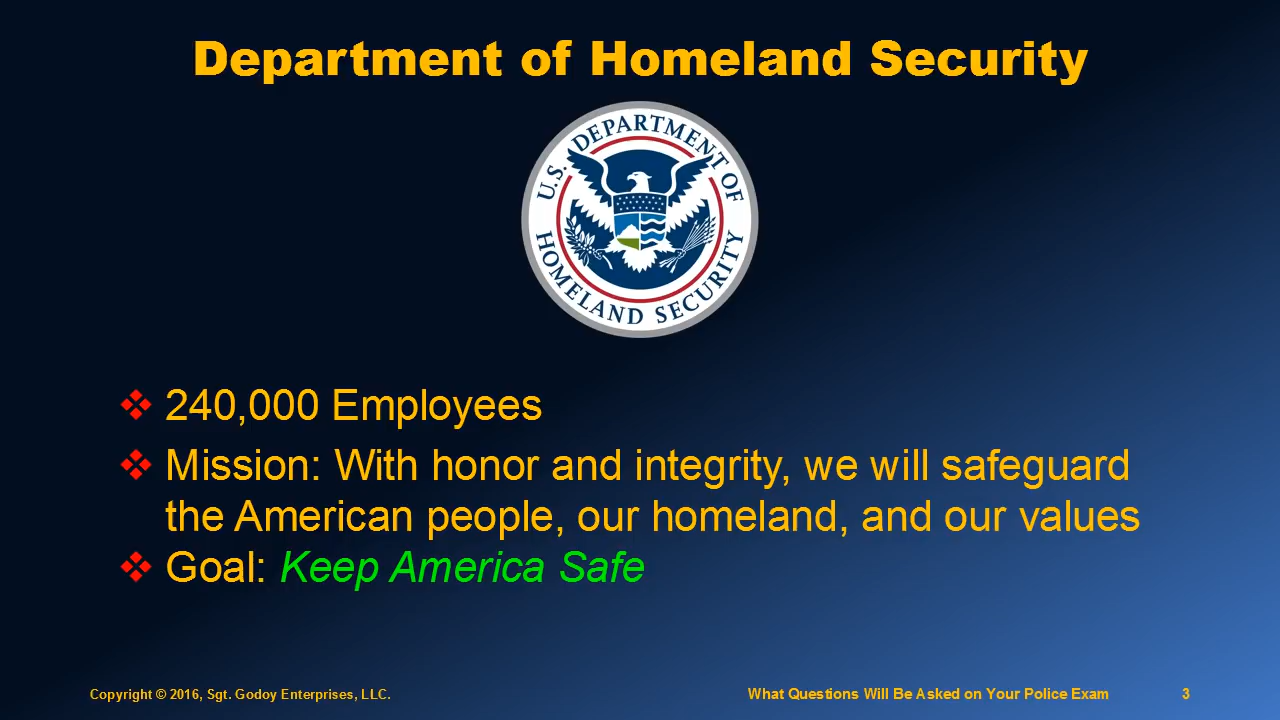 Department of Homeland Security
U.S. DEPARTMENT OF
HOMELAND SECURITY
❖ 240,000 Employees
❖ Mission: With honor and integrity, we will safeguard
the American people, our homeland, and our values
❖ Goal: Keep America Safe
Copyright © 2016, Sgt. Godoy Enterprises, LLC.
What Questions Will Be Asked on Your Police Exam
3